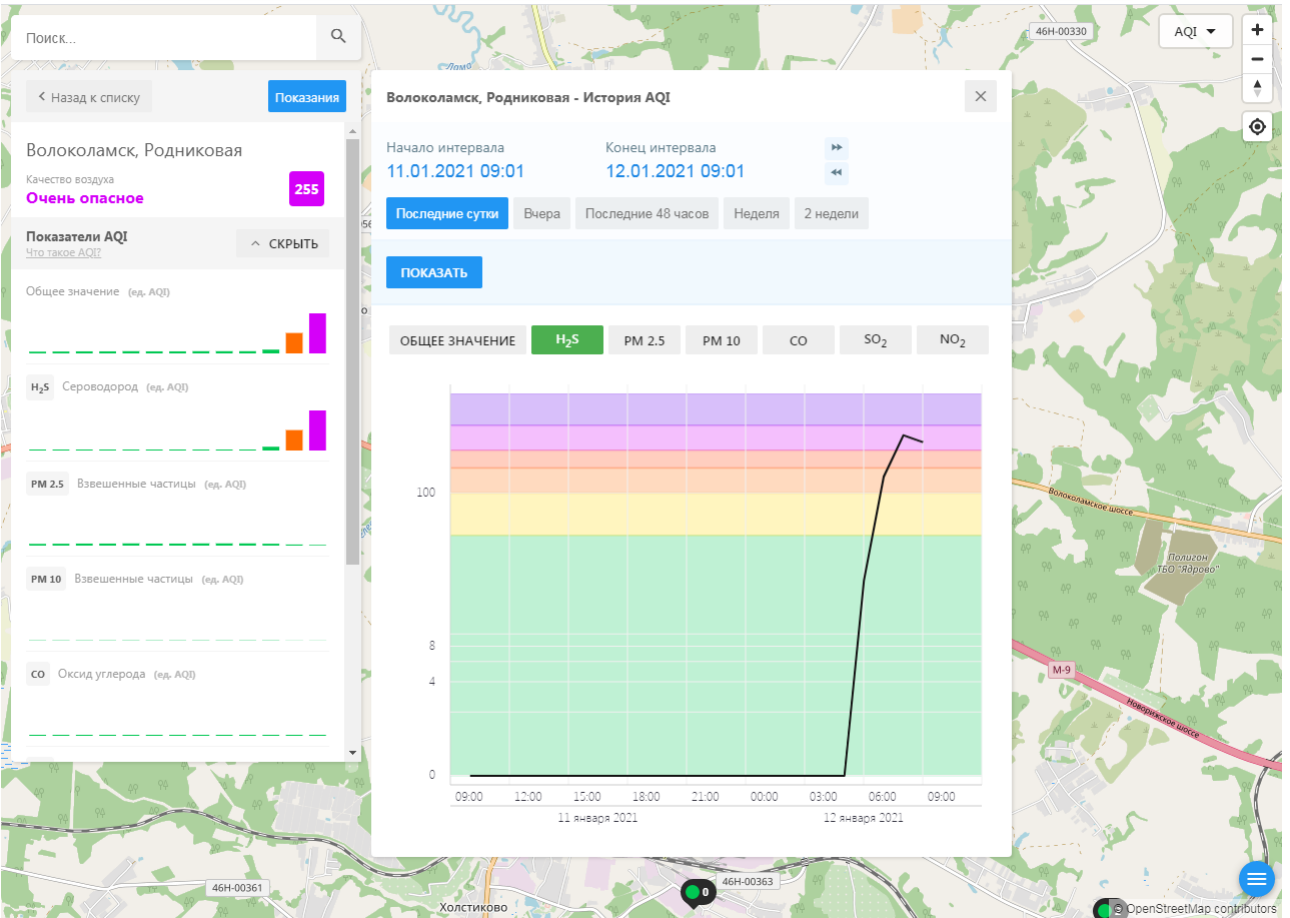 Поиск...
46Н-00330
AQI
Ламо
Назад к списку
Показания
Волоколамск, Родниковая
Качество воздуха
Очень опасное
255
Показатели AQI
Что такое AQI?
СКРЫТЬ
Общее значение (ед. AQI)
H2S Сероводород (ед. AQI)
PM 2.5 Взвешенные частицы (ед. AQI)
PM 10 Взвешенные частицы (ед. AQI)
CO Оксид углерода (ед. AQI)
Волоколамск, Родниковая - История AQI
Начало интервала
Конец интервала
11.01.2021 09:01
12.01.2021 09:01
Последние сутки
Вчера
Последние 48 часов
Неделя
2 недели
ПОКАЗАТЬ
ОБЩЕЕ ЗНАЧЕНИЕ
H2S
PM 2.5
PM 10
CO
SO2
NO2
100
8
4
0
09:00 12:00 15:00 18:00 21:00 00:00 03:00 06:00 09:00
11 января 2021
12 января 2021
Волоколамское шоссе
Полигон
ТБО "Ядрово"
М-9
Новорижское шоссе
46Н-00361
46Н-00363
0
Холстиково
© OpenStreetMap contributors